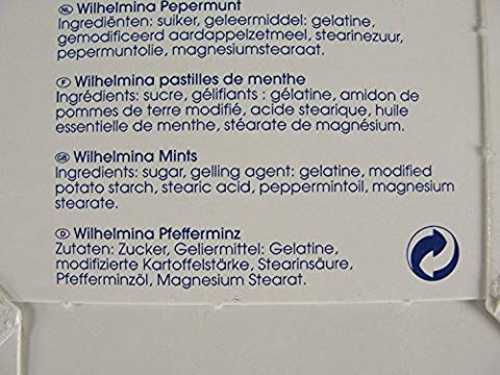 NL Wilhelmina Pepermunt
Ingrediënten: suiker, geleermiddel: gelatine,
gemodificeerd aardappelzetmeel, stearinezuur,
pepermuntolie, magnesiumstearaat.
F Wilhelmina pastilles de menthe
Ingrédients: sucre, gélifiants : gélatine, amidon de
pommes de terre modifié, acide stearique, huile
essentielle de menthe, stéarate de magnésium.
GB Wilhelmina Mints
Ingredients: sugar, gelling agent: gelatine, modified
potato starch, stearic acid, peppermintoil, magnesium
stearate.
D Wilhelmina Pfefferminz
Zutaten: Zucker, Geliermittel: Gelatine,
modifizierte Kartoffelstärke, Stearinsäure,
Pfefferminzöl, Magnesium Stearat.